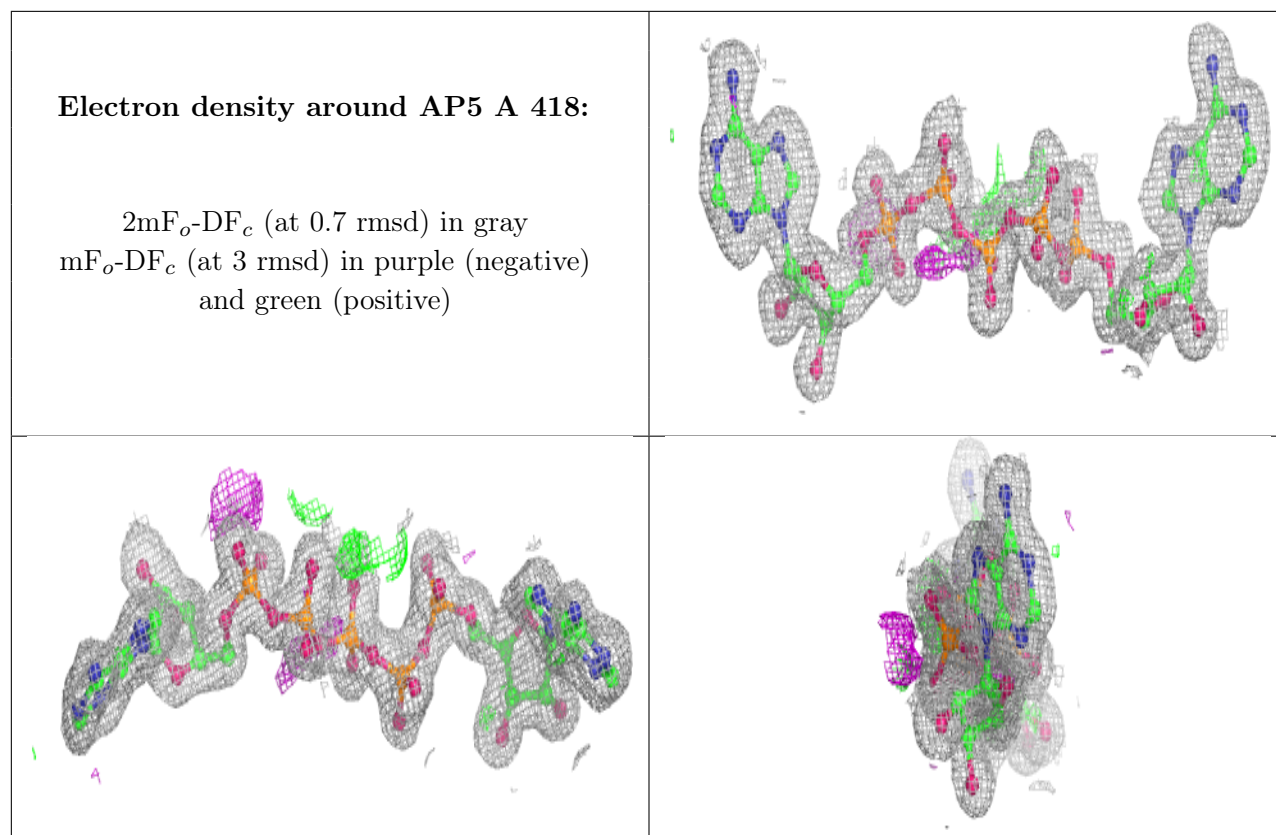 Electron density around AP5 A 418:
2mFo-DFc (at 0.7 rmsd) in gray
mFo-DFc (at 3 rmsd) in purple (negative)
and green (positive)